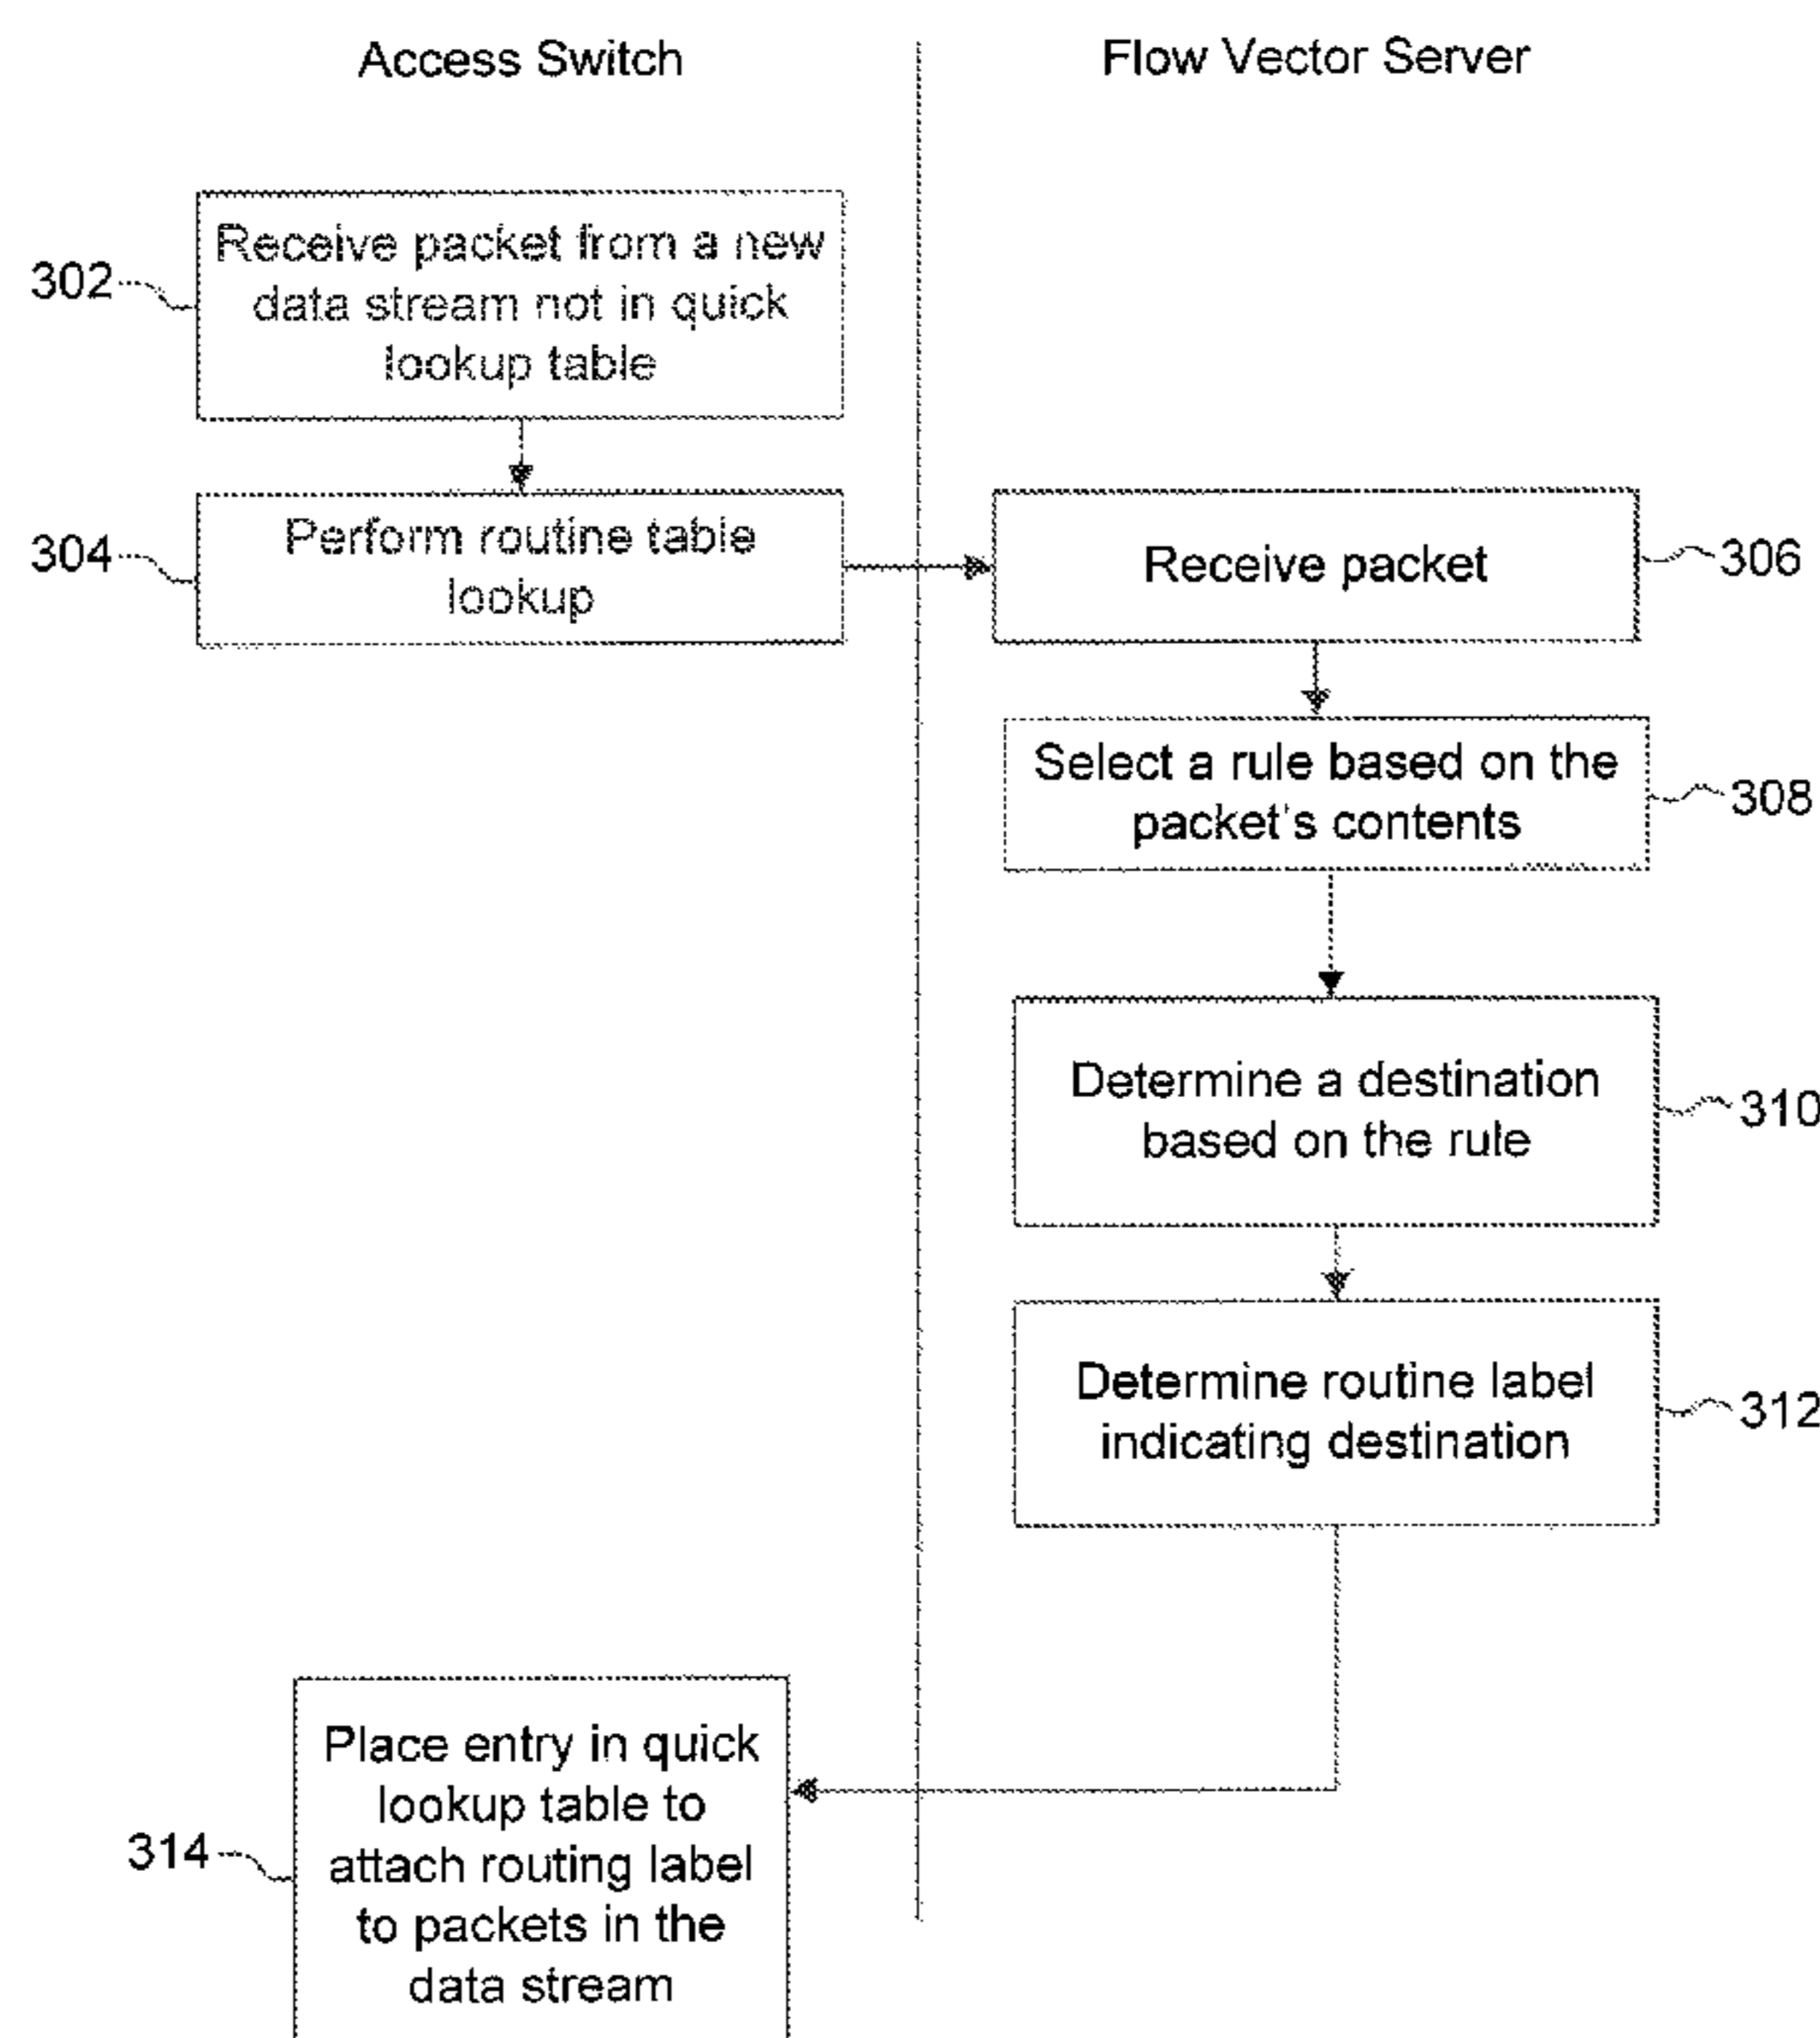 Access Switch
Flow Vector Server
302
Receive packet from a new
data stream not in quick
lookup table
304
Perform routine table
lookup
Receive packet
306
Select a rule based on the
packet's contents
308
Determine a destination
based on the rule
310
Determine routine label
indicating destination
312
314
Place entry in quick
lookup table to
attach routing label
to packets in the
data stream